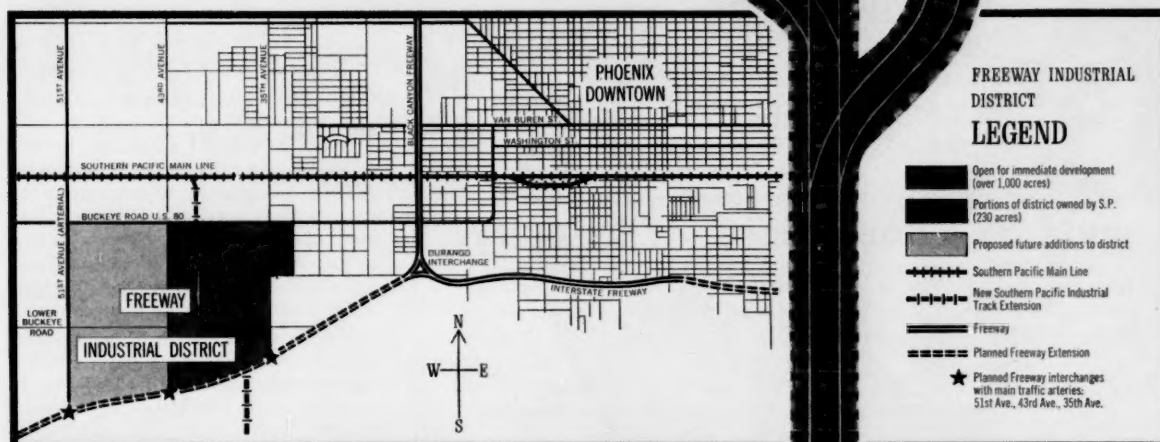 51ST AVENUE
43RD AVENUE
35TH AVENUE
BLACK CANYON FREEWAY
PHOENIX
DOWNTOWN
VAN BUREN ST.
WASHINGTON ST.
SOUTHERN PACIFIC MAIN LINE
BUCKEYE ROAD U.S. 80
51ST AVENUE (ARTERIAL)
DURANGO
INTERCHANGE
INTERSTATE FREEWAY
FREEWAY
LOWER
BUCKEYE
ROAD
INDUSTRIAL DISTRICT
N
W E
S
FREEWAY INDUSTRIAL
DISTRICT
LEGEND
Open for immediate development
(over 1,000 acres)
Portions of district owned by S.P.
(230 acres)
Proposed future additions to district
Southern Pacific Main Line
New Southern Pacific Industrial
Track Extension
Freeway
Planned Freeway Extension
Planned Freeway interchanges
with main traffic arteries:
51st Ave., 43rd Ave., 35th Ave.